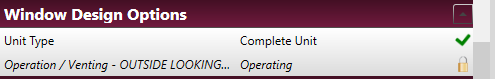 Window Design Options
Unit Type Complete Unit
Operation / Venting - OUTSIDE LOOKING... Operating